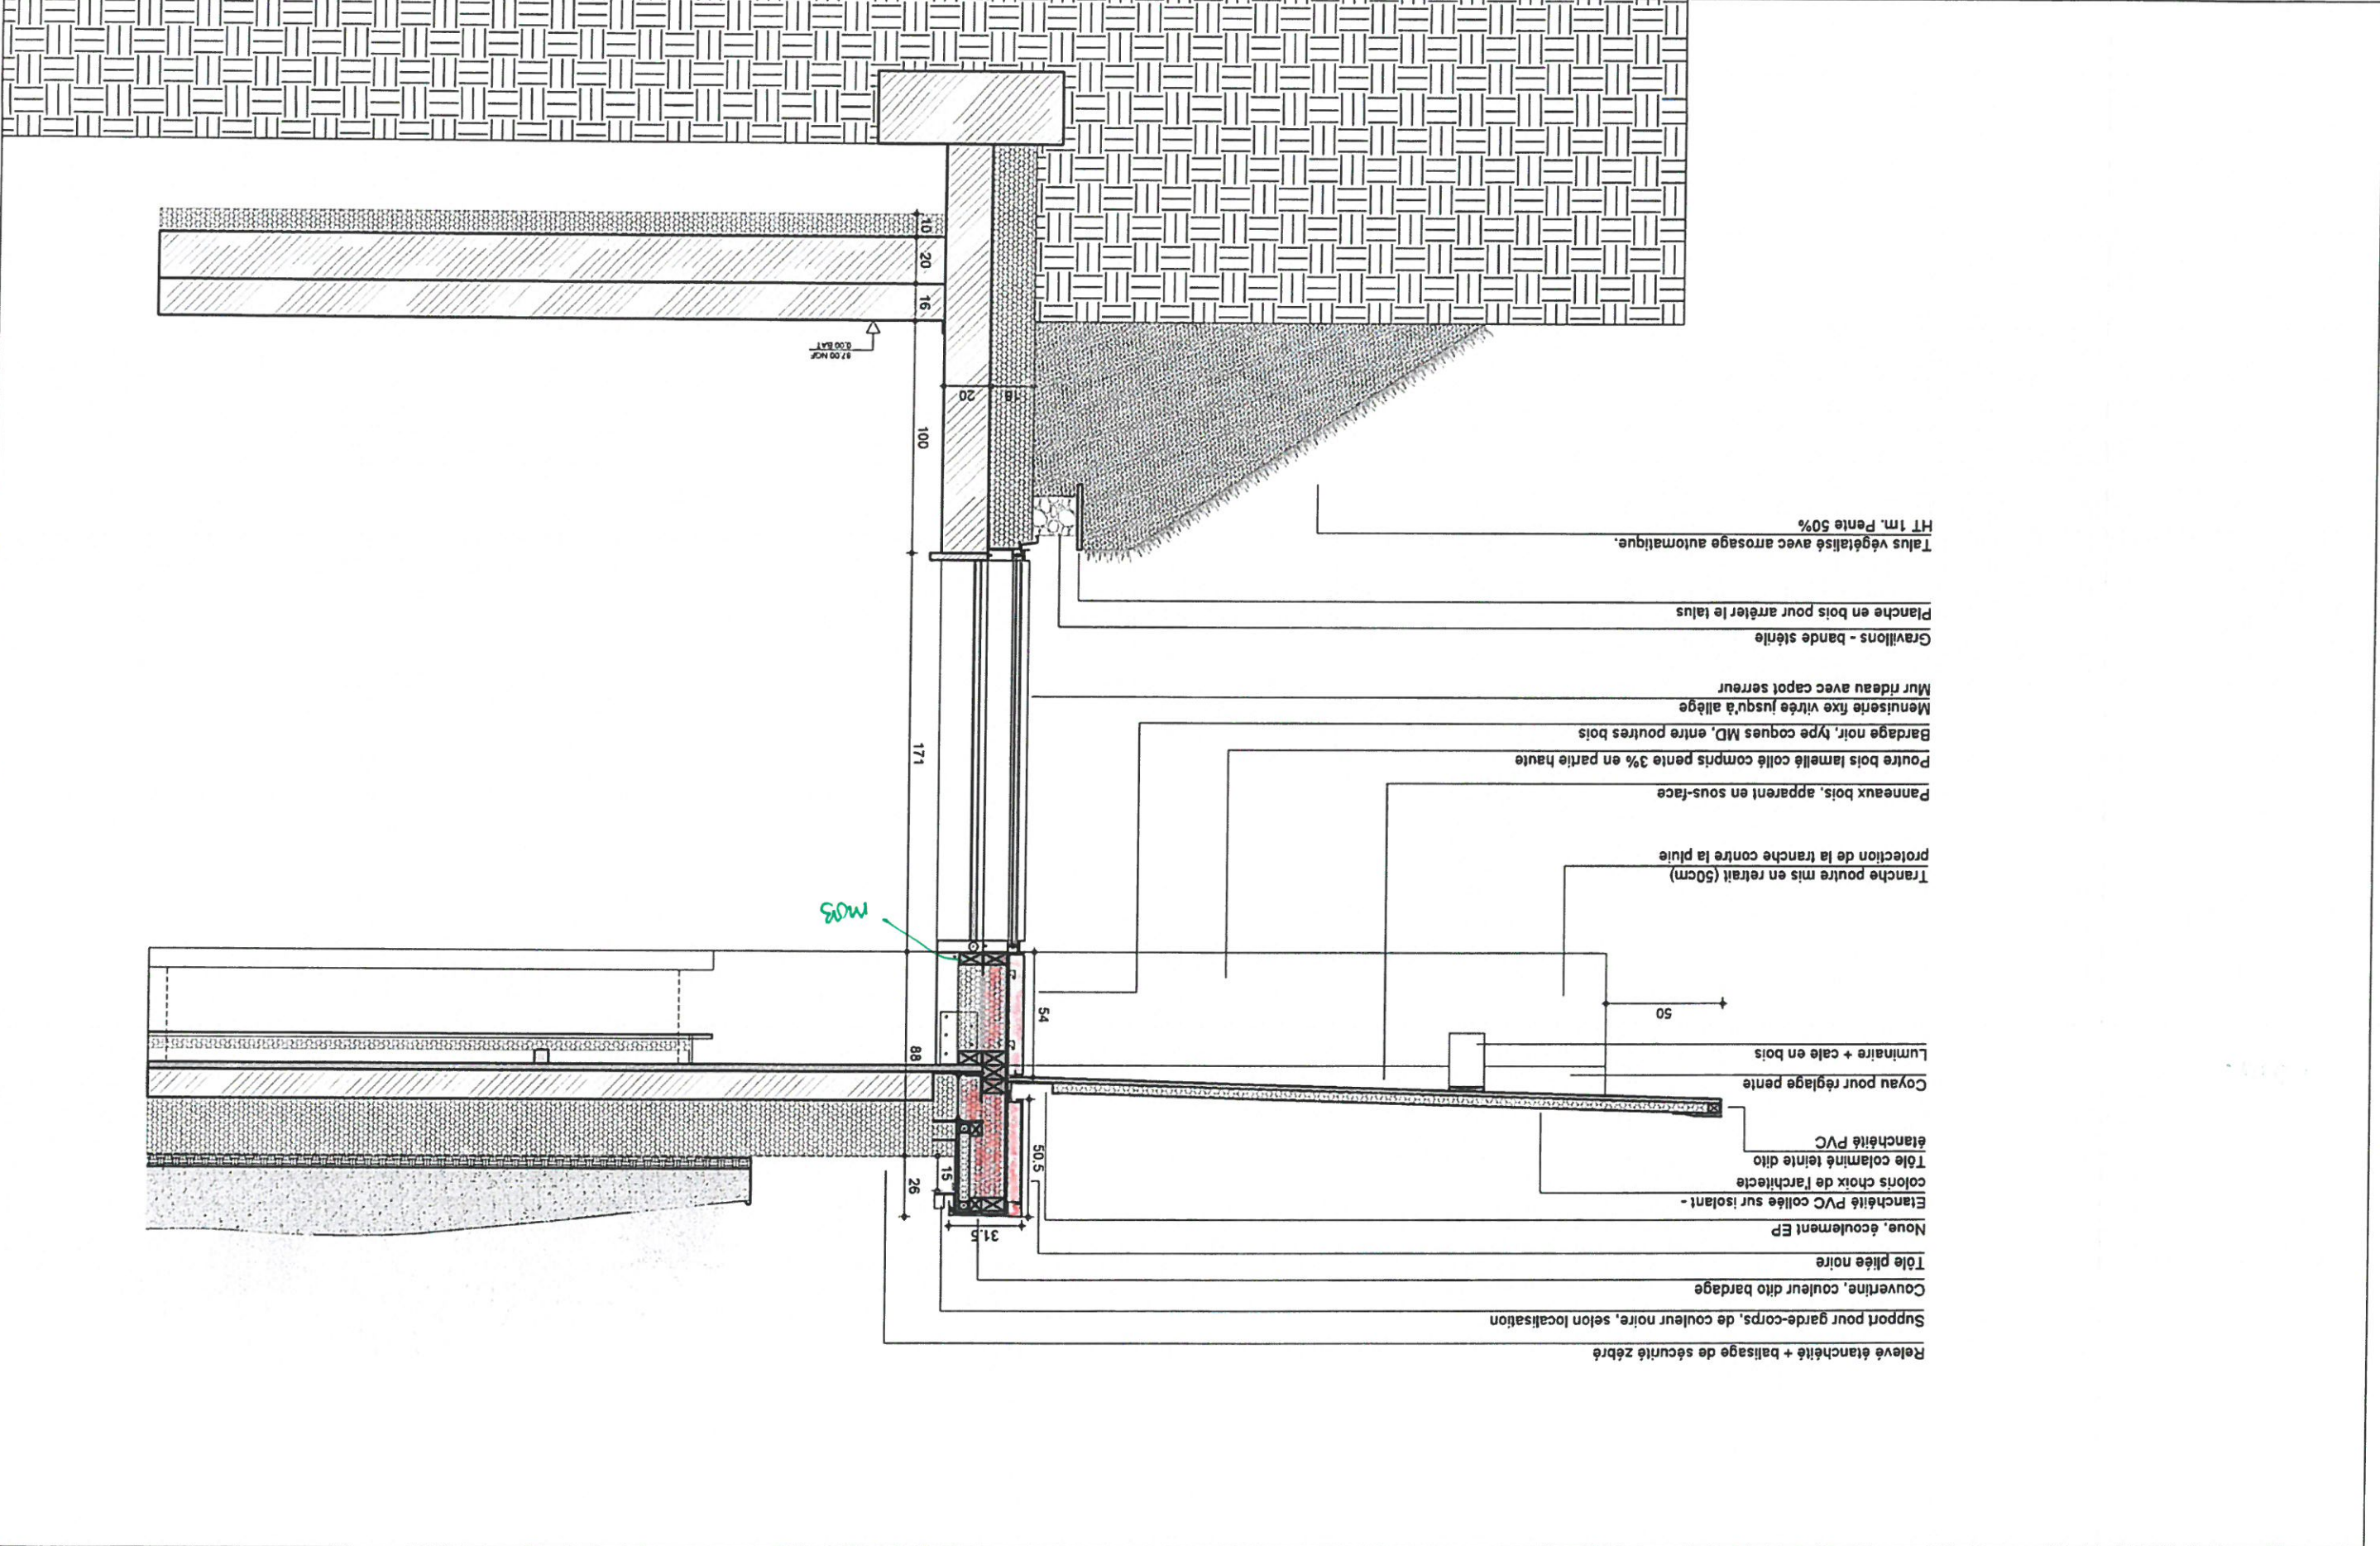 Relevé étanchéité + balisage de sécurité zébré
Support pour garde-corps, de couleur noire, selon localisation
Couvertine, couleur dito bardage
Tôle pliée noire
Noue, écoulement EP
Etanchéité PVC collée sur isolant -
coloris choix de l'architecte
Tôle colaminé teinte dito
étanchéité PVC
Coyau pour réglage pente
Luminaire + cale en bois
Tranche poutre mis en retrait (50cm)
protection de la tranche contre la pluie
Panneaux bois, apparent en sous-face
Poutre bois lamellé collé compris pente 3% en partie haute
Bardage noir, type coques MD, entre poutres bois
Menuiserie fixe vitrée jusqu'à allège
Mur rideau avec capot serreur
Gravillons - bande stérile
Planche en bois pour arrêter le talus
Talus végétalisé avec arrosage automatique.
HT 1m. Pente 50%
31.5
26
15
50.5
88
50
54
MOB
171
100
18
20
87.00 NGF
0.00 BAT
16
20
10